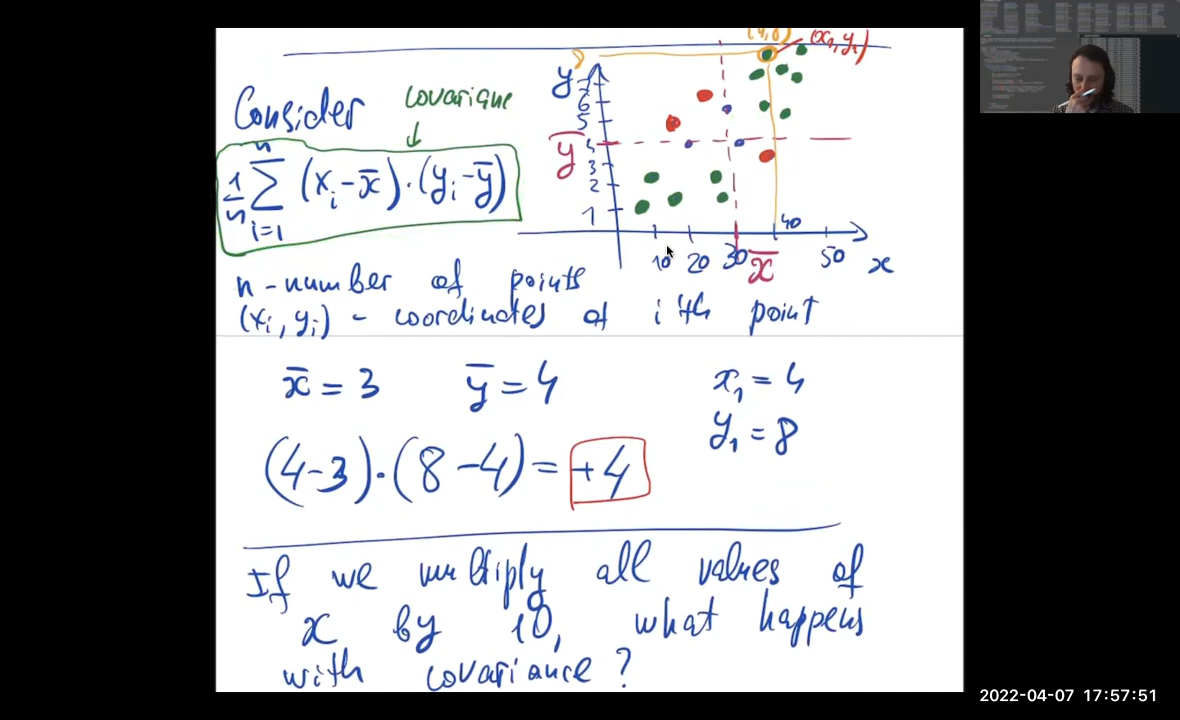 (4,8)
(x₁, y₁)
Consider
covariance
↓
1/n n∑i=1 (xᵢ-x̄)·(yᵢ-ȳ)
y
8
7
6
5
ȳ 4
3
2
1
10 20 30 x̄ 40 50 x
n - number of points
(xᵢ, yᵢ) - coordinates of i'th point
x̄ = 3 ȳ = 4 x₁ = 4
y₁ = 8
(4-3)·(8-4) = +4
If we multiply all values of
x by 10, what happens
with covariance?
2022-04-07 17:57:51